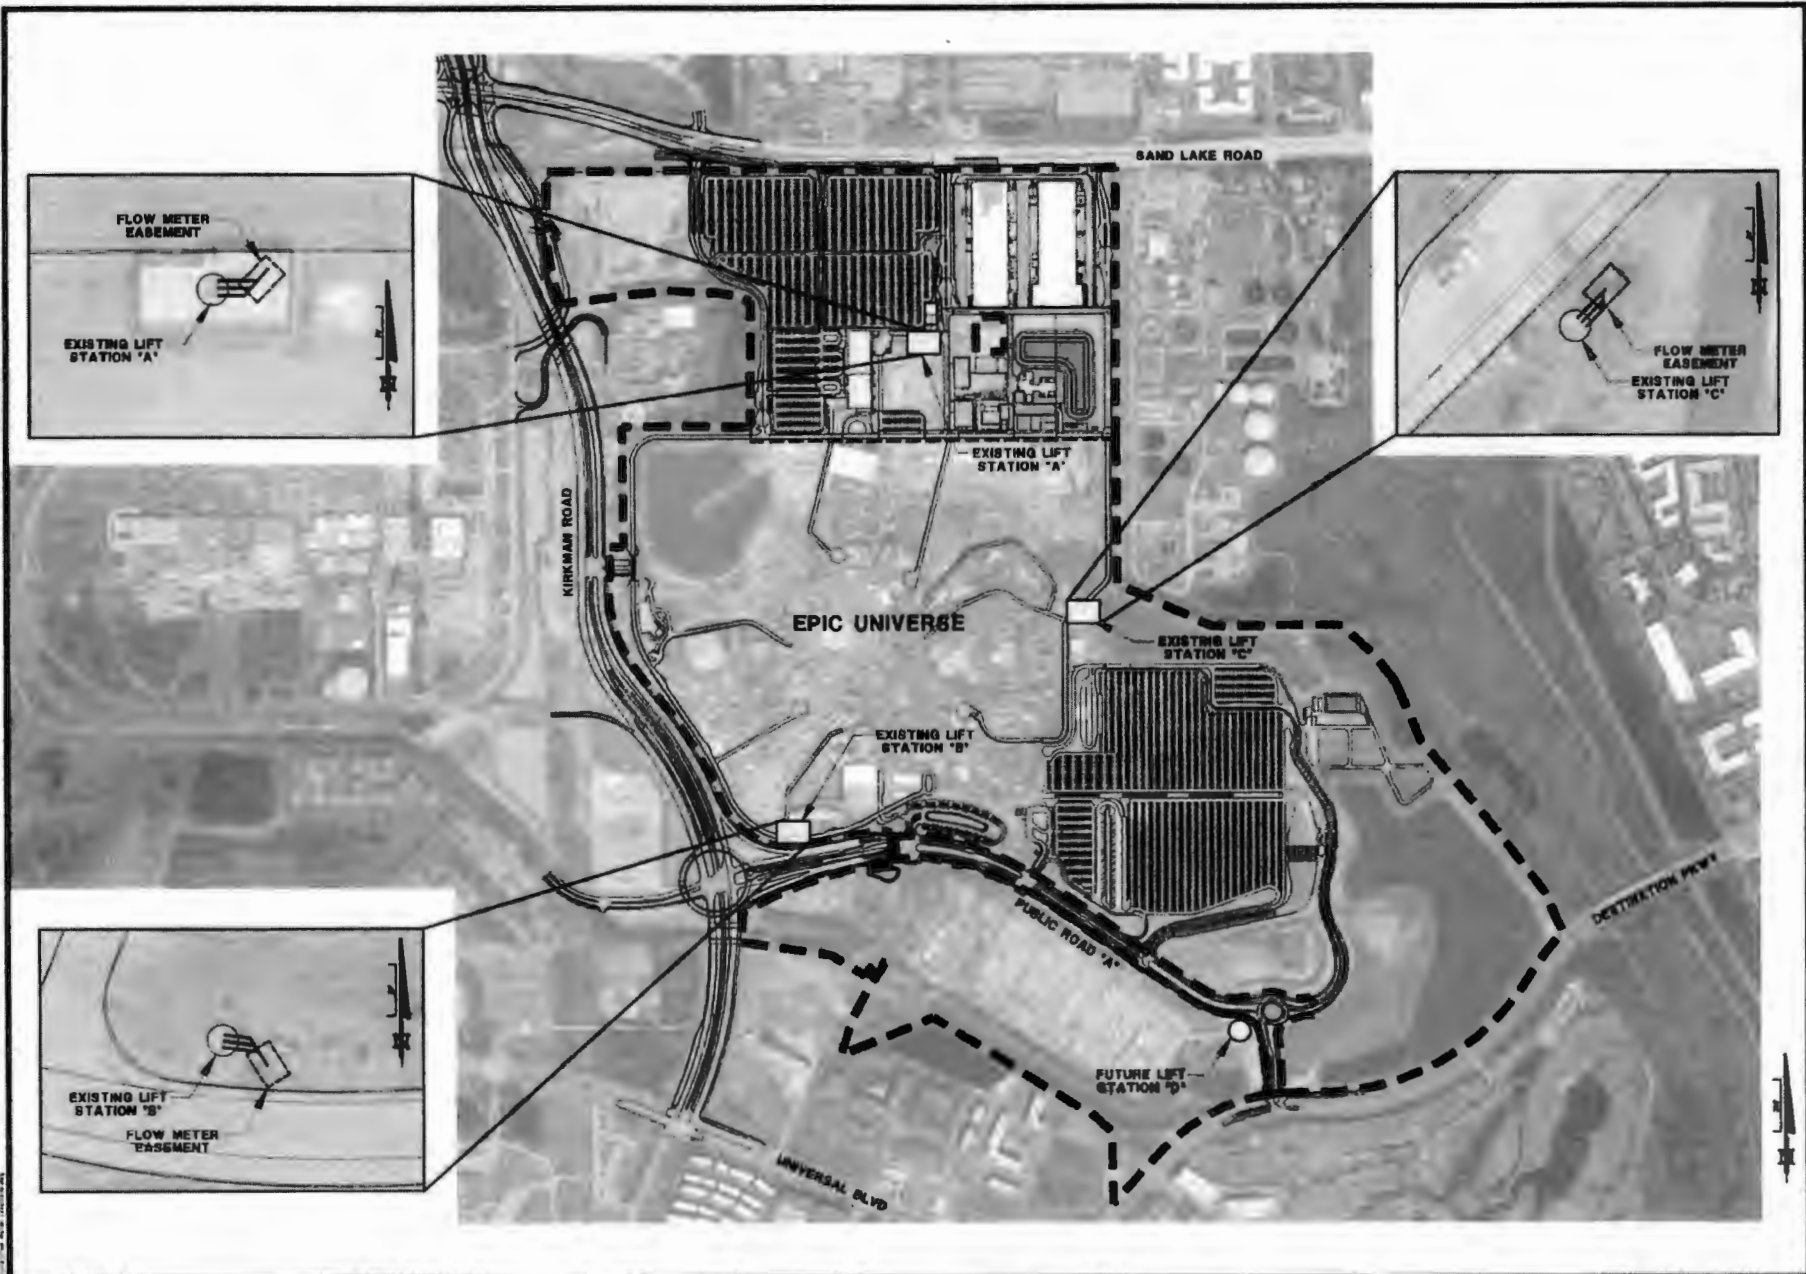 SAND LAKE ROAD
FLOW METER
EASEMENT
EXISTING LIFT
STATION "A"
FLOW METER
EASEMENT
EXISTING LIFT
STATION "C"
EXISTING LIFT
STATION "A"
KIRKMAN ROAD
EPIC UNIVERSE
EXISTING LIFT
STATION "C"
EXISTING LIFT
STATION "B"
DESTINATION PKWY
PUBLIC ROAD "A"
EXISTING LIFT
STATION "B"
FLOW METER
EASEMENT
FUTURE LIFT
STATION "D"
UNIVERSAL BLVD